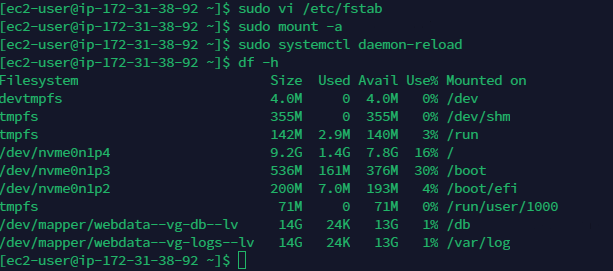 [ec2-user@ip-172-31-38-92 ~]$ sudo vi /etc/fstab
[ec2-user@ip-172-31-38-92 ~]$ sudo mount -a
[ec2-user@ip-172-31-38-92 ~]$ sudo systemctl daemon-reload
[ec2-user@ip-172-31-38-92 ~]$ df -h
Filesystem                    Size  Used Avail Use% Mounted on
devtmpfs                      4.0M     0  4.0M   0% /dev
tmpfs                         355M     0  355M   0% /dev/shm
tmpfs                         142M  2.9M  140M   3% /run
/dev/nvme0n1p4                9.2G  1.4G  7.8G  16% /
/dev/nvme0n1p3                536M  161M  376M  30% /boot
/dev/nvme0n1p2                200M  7.0M  193M   4% /boot/efi
tmpfs                          71M     0   71M   0% /run/user/1000
/dev/mapper/webdata--vg-db--lv     14G   24K   13G   1% /db
/dev/mapper/webdata--vg-logs--lv   14G   24K   13G   1% /var/log
[ec2-user@ip-172-31-38-92 ~]$